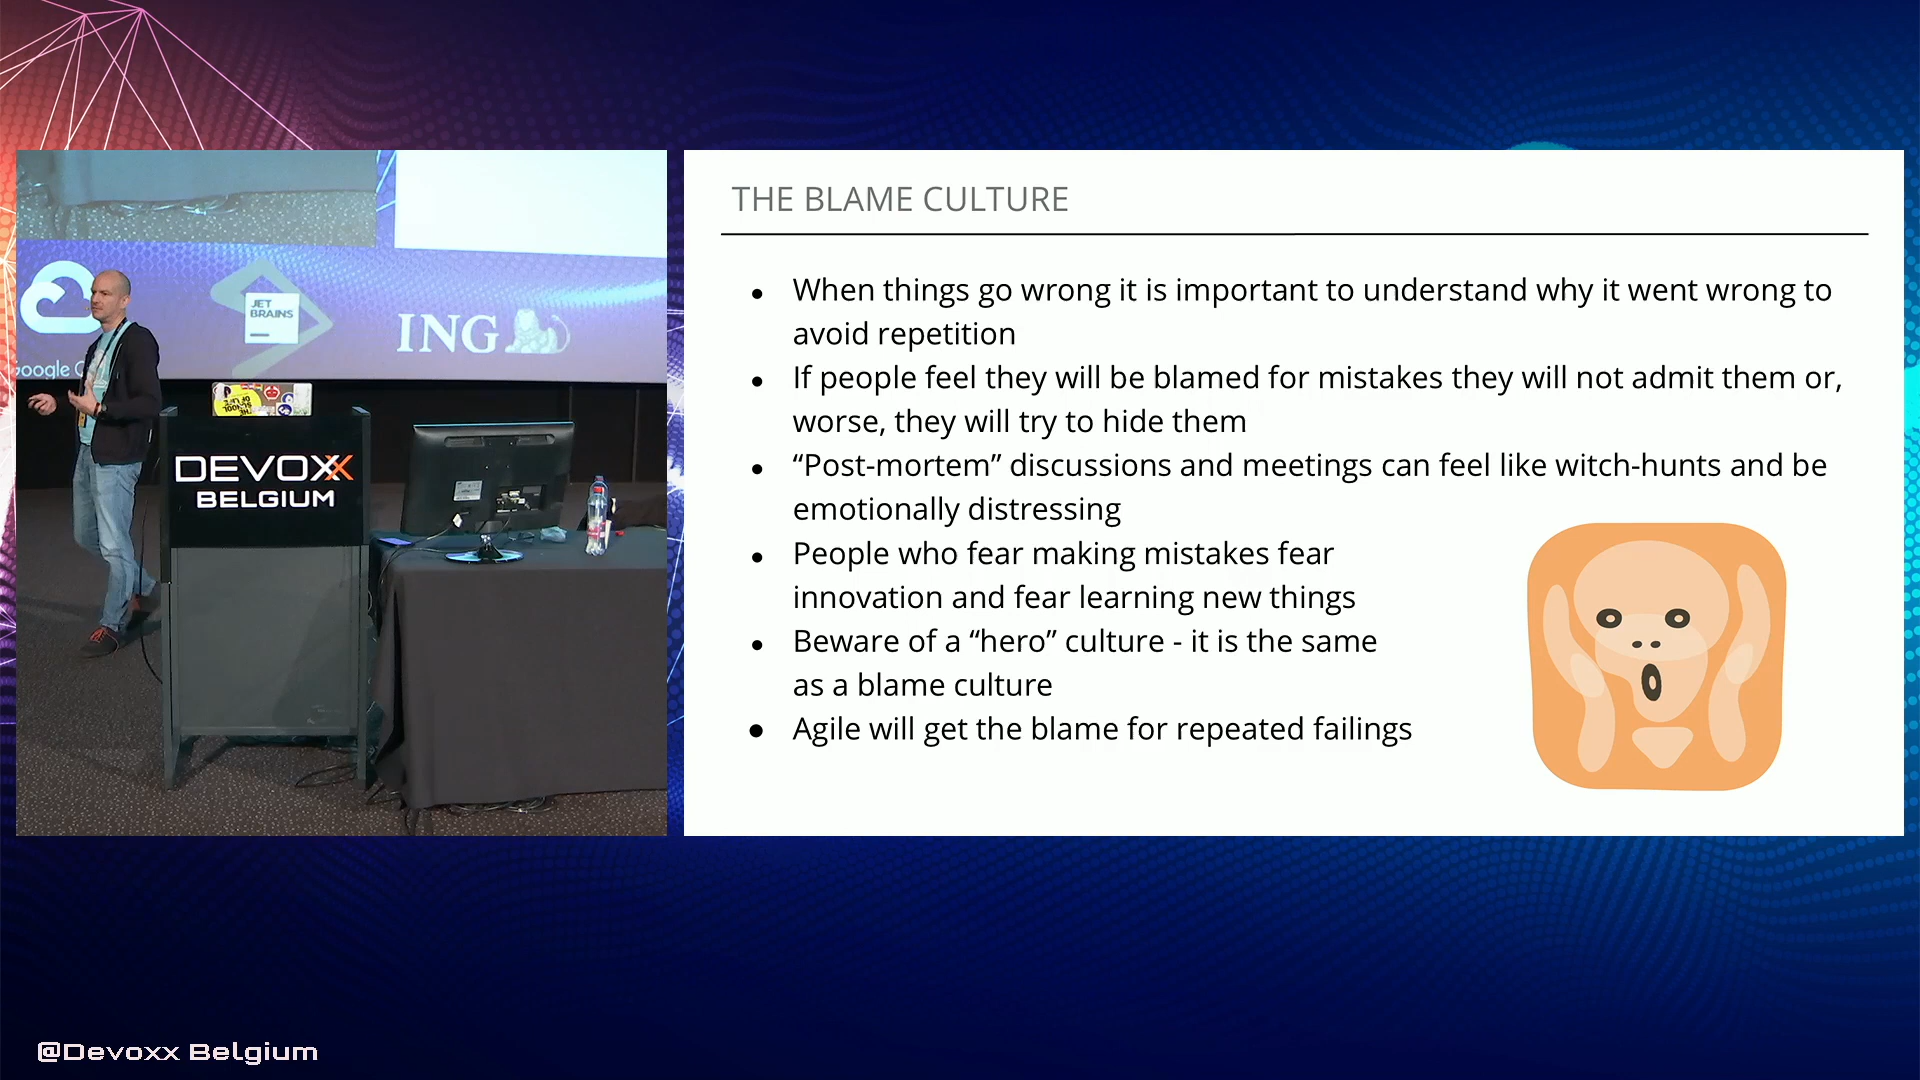 THE BLAME CULTURE
● When things go wrong it is important to understand why it went wrong to
avoid repetition
● If people feel they will be blamed for mistakes they will not admit them or,
worse, they will try to hide them
● “Post-mortem” discussions and meetings can feel like witch-hunts and be
emotionally distressing
● People who fear making mistakes fear
innovation and fear learning new things
● Beware of a “hero” culture - it is the same
as a blame culture
● Agile will get the blame for repeated failings
JET
BRAINS
ING
Google
DEVOXX
BELGIUM
@Devoxx Belgium